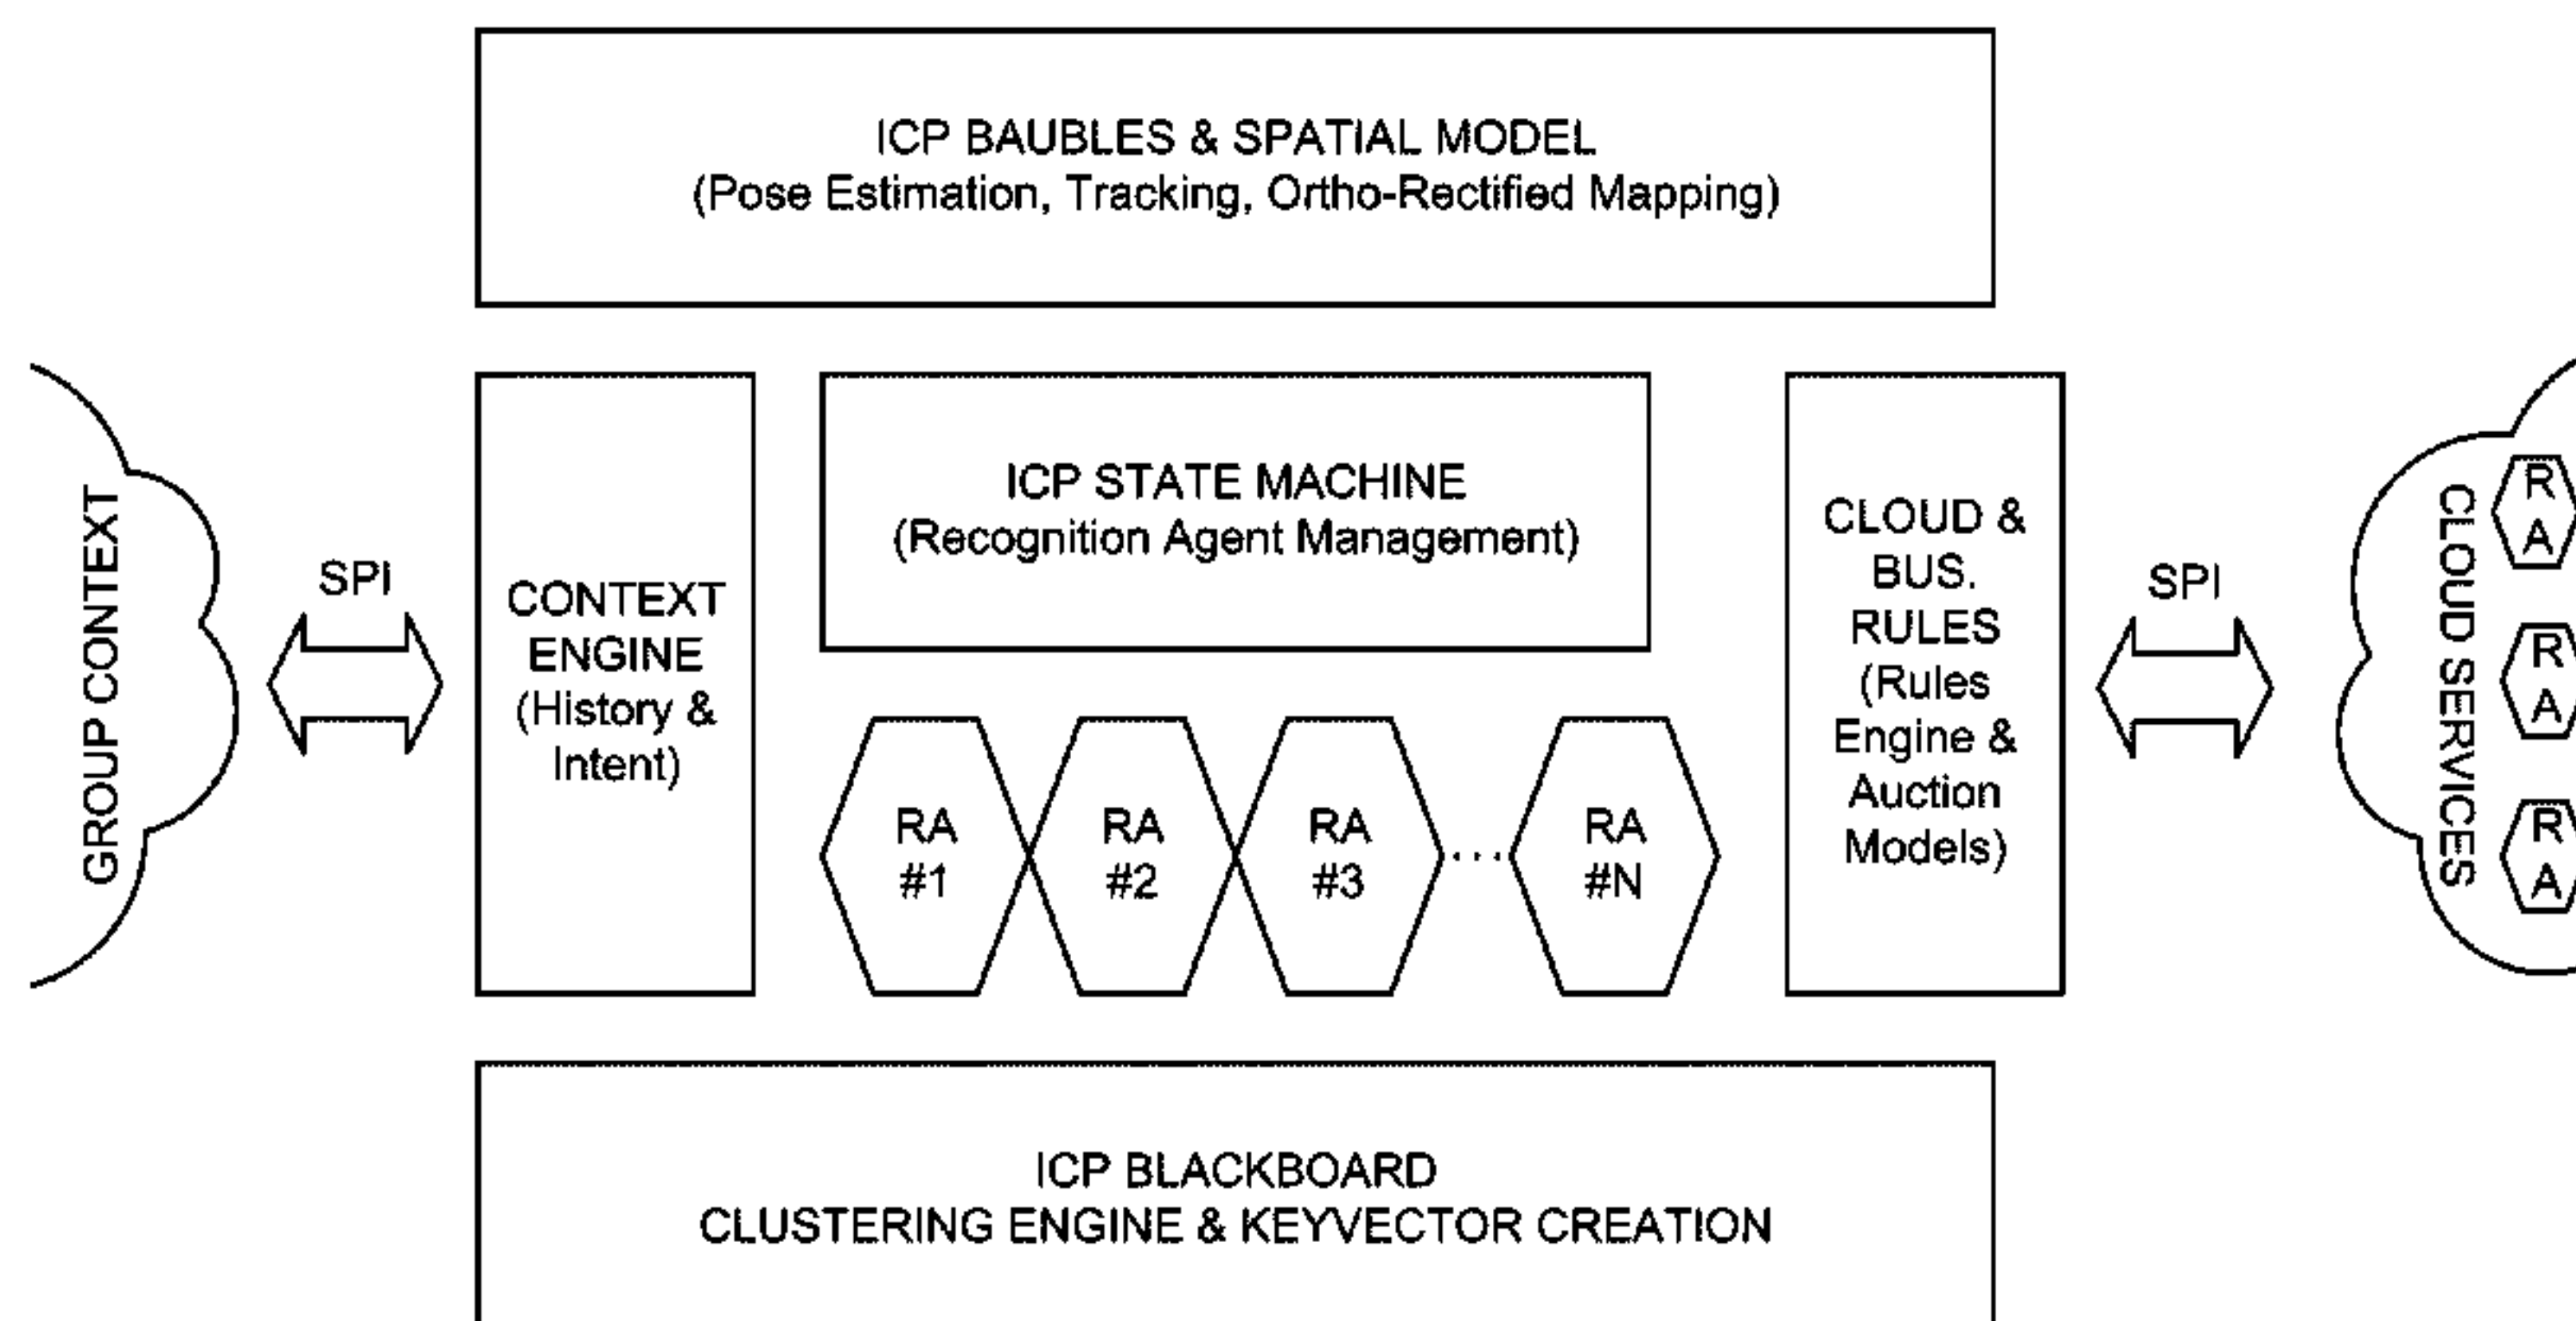 ICP BAUBLES & SPATIAL MODEL
(Pose Estimation, Tracking, Ortho-Rectified Mapping)
GROUP CONTEXT
SPI
CONTEXT
ENGINE
(History &
Intent)
ICP STATE MACHINE
(Recognition Agent Management)
RA
#1
RA
#2
RA
#3
RA
#N
CLOUD &
BUS.
RULES
(Rules
Engine &
Auction
Models)
SPI
CLOUD SERVICES
R
A
R
A
R
A
ICP BLACKBOARD
CLUSTERING ENGINE & KEYVECTOR CREATION